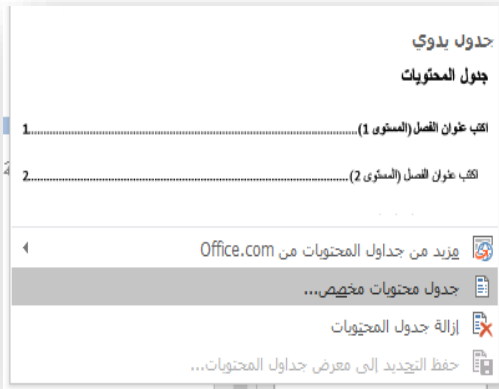 جدول يدوي
جدول المحتويات
اكتب عنوان الفصل (المستوى 1)...........................................................................1
اكتب عنوان الفصل (المستوى 2)...........................................................................2
مزيد من جداول المحتويات من Office.com
جدول محتويات مخصص...
إزالة جدول المحتويات
حفظ التحديد إلى معرض جداول المحتويات...